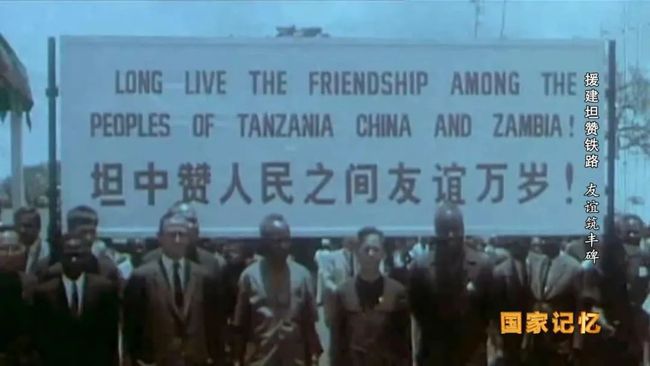 LONG LIVE THE FRIENDSHIP AMONG THE
PEOPLES OF TANZANIA CHINA AND ZAMBIA!
坦中赞人民之间友谊万岁!
援建坦赞铁路 友谊筑丰碑
国家记忆